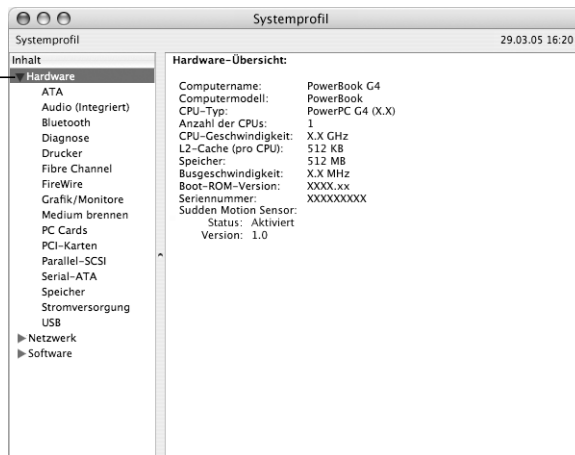 Systemprofil
Systemprofil 29.03.05 16:20
Inhalt
Hardware
ATA
Audio (Integriert)
Bluetooth
Diagnose
Drucker
Fibre Channel
FireWire
Grafik/Monitore
Medium brennen
PC Cards
PCI-Karten
Parallel-SCSI
Serial-ATA
Speicher
Stromversorgung
USB
Netzwerk
Software
Hardware-Übersicht:
Computername: PowerBook G4
Computermodell: PowerBook
CPU-Typ: PowerPC G4 (X.X)
Anzahl der CPUs: 1
CPU-Geschwindigkeit: X.X GHz
L2-Cache (pro CPU): 512 KB
Speicher: 512 MB
Busgeschwindigkeit: X.X MHz
Boot-ROM-Version: XXXX.xx
Seriennummer: XXXXXXXXX
Sudden Motion Sensor:
Status: Aktiviert
Version: 1.0